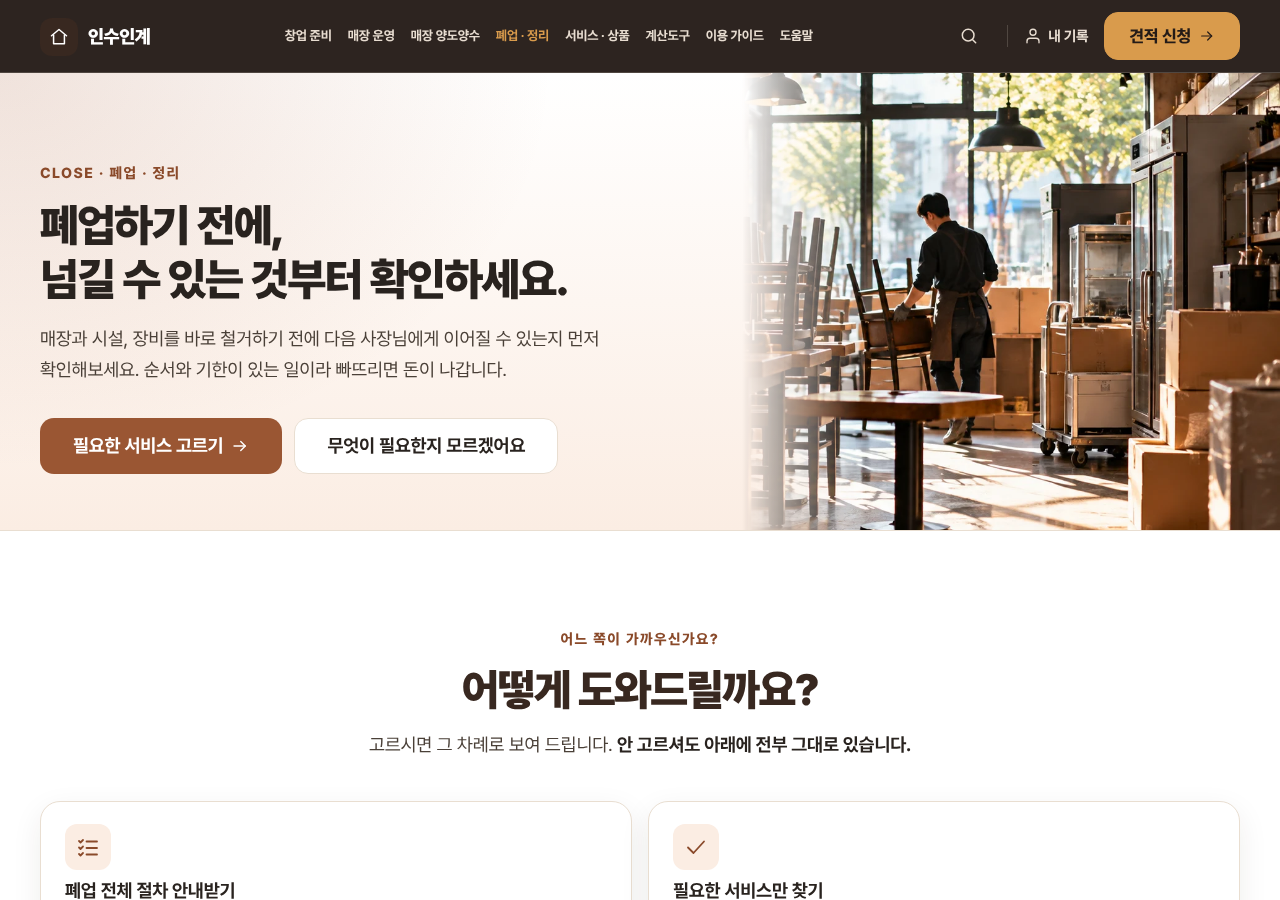 인수인계
창업 준비
매장 운영
매장 양도양수
폐업 · 정리
서비스 · 상품
계산도구
이용 가이드
도움말
내 기록
견적 신청
CLOSE · 폐업 · 정리
폐업하기 전에,
넘길 수 있는 것부터 확인하세요.
매장과 시설, 장비를 바로 철거하기 전에 다음 사장님에게 이어질 수 있는지 먼저
확인해보세요. 순서와 기한이 있는 일이라 빠뜨리면 돈이 나갑니다.
필요한 서비스 고르기
무엇이 필요한지 모르겠어요
어느 쪽이 가까우신가요?
어떻게 도와드릴까요?
고르시면 그 차례로 보여 드립니다. 안 고르셔도 아래에 전부 그대로 있습니다.
폐업 전체 절차 안내받기
필요한 서비스만 찾기